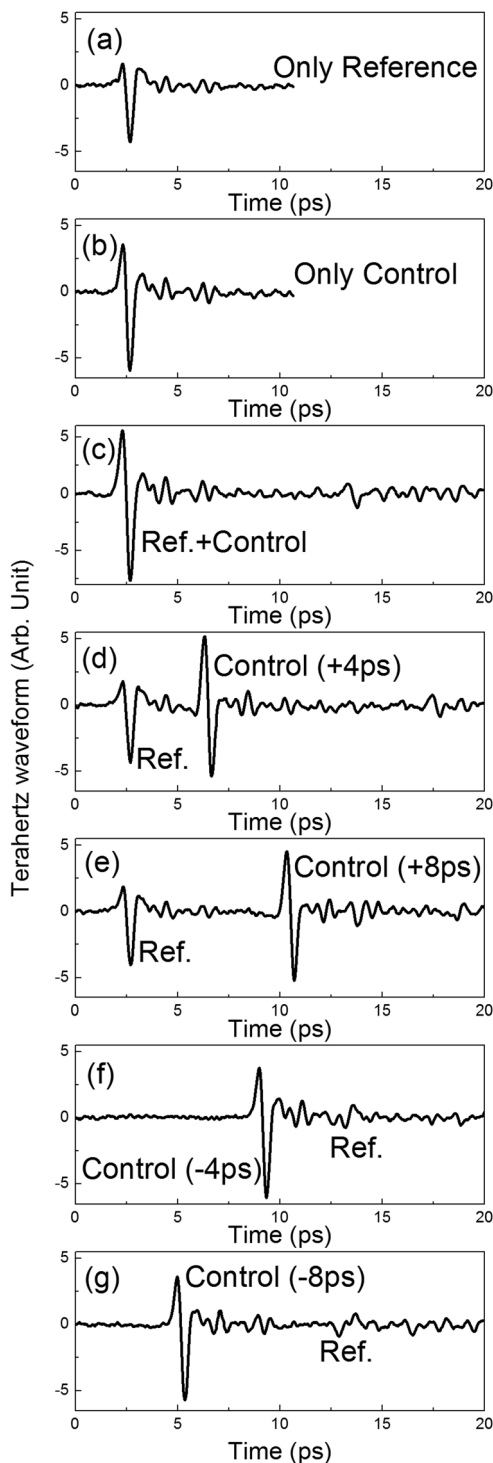 Terahertz waveform (Arb. Unit)
(a)
Only Reference
5
0
-5
0 5 10 15 20
Time (ps)
(b)
Only Control
5
0
-5
0 5 10 15 20
Time (ps)
(c)
Ref.+Control
5
0
-5
0 5 10 15 20
Time (ps)
(d)
Control (+4ps)
Ref.
5
0
-5
0 5 10 15 20
Time (ps)
(e)
Control (+8ps)
Ref.
5
0
-5
0 5 10 15 20
Time (ps)
(f)
Control (-4ps)
Ref.
5
0
-5
0 5 10 15 20
Time (ps)
(g)
Control (-8ps)
Ref.
5
0
-5
0 5 10 15 20
Time (ps)